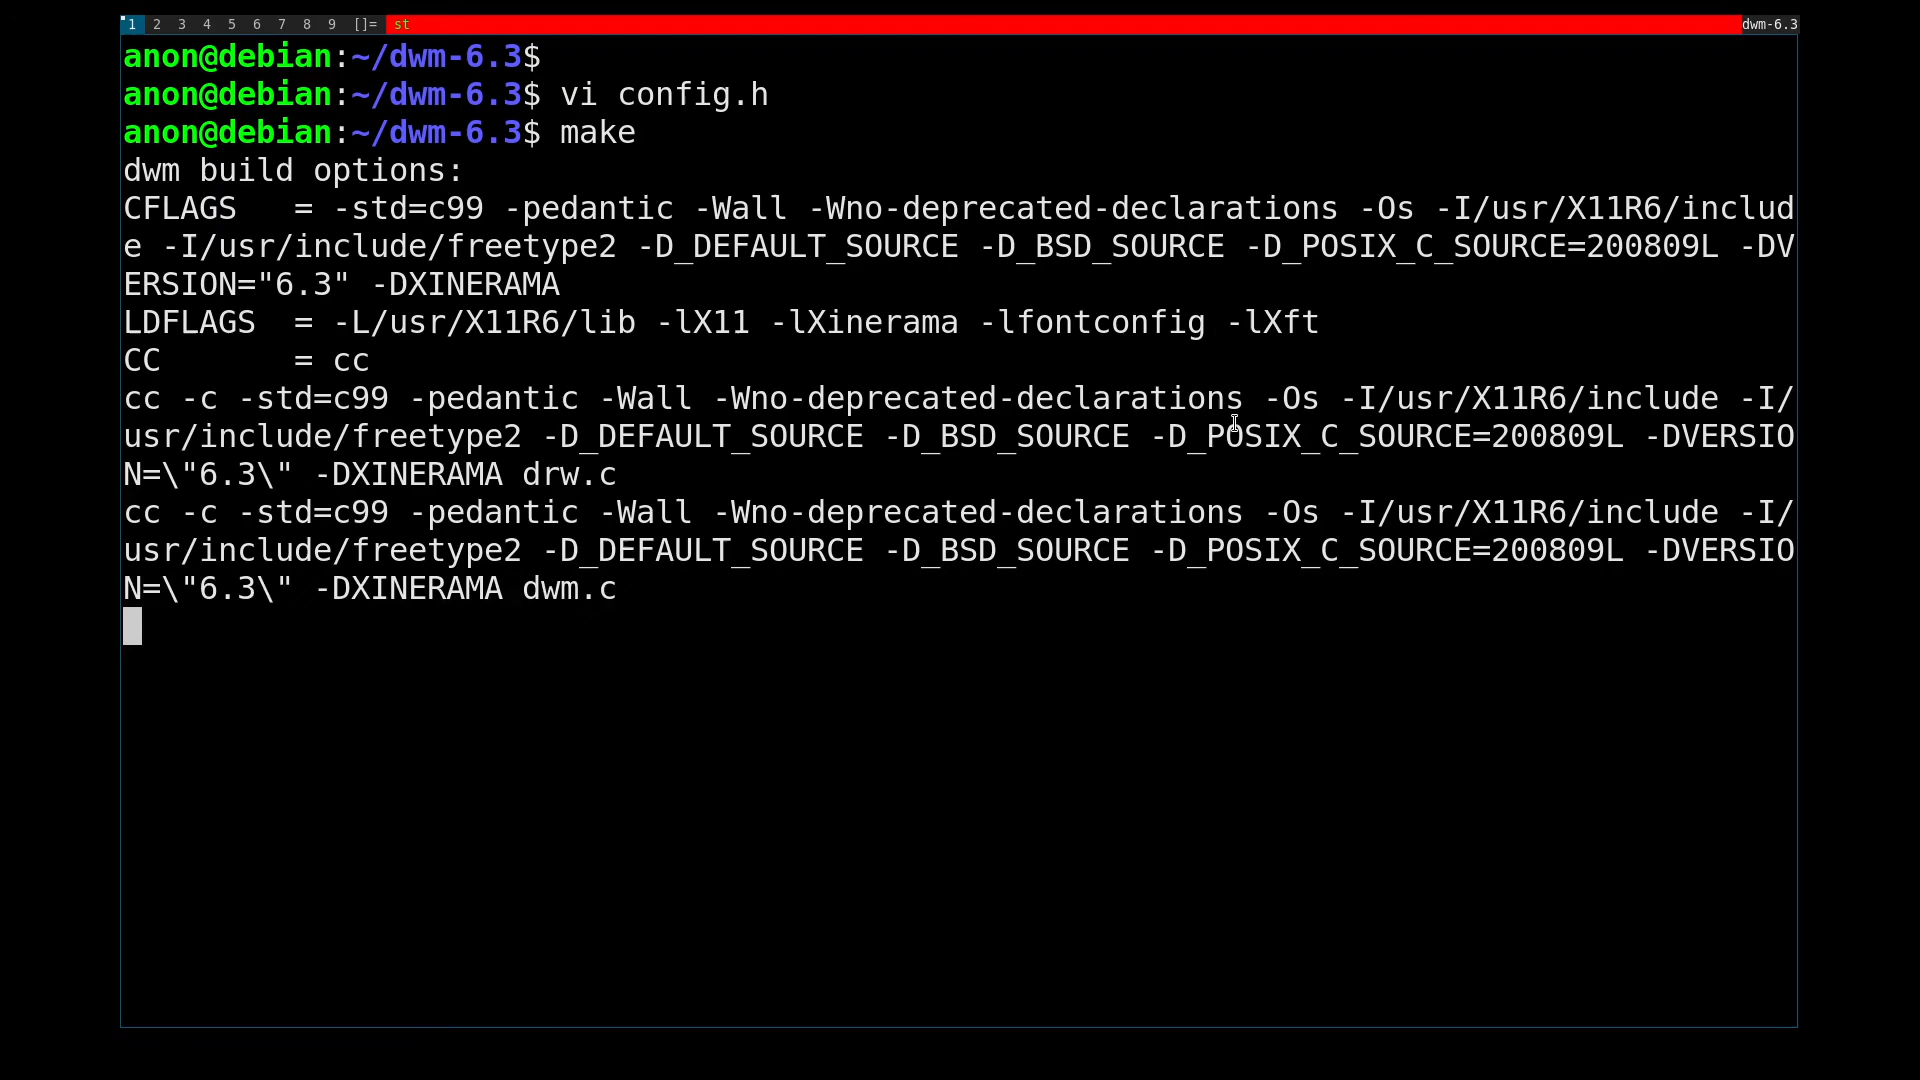 1 2 3 4 5 6 7 8 9 []= st dwm-6.3
anon@debian:~/dwm-6.3$
anon@debian:~/dwm-6.3$ vi config.h
anon@debian:~/dwm-6.3$ make
dwm build options:
CFLAGS   = -std=c99 -pedantic -Wall -Wno-deprecated-declarations -Os -I/usr/X11R6/includ
e -I/usr/include/freetype2 -D_DEFAULT_SOURCE -D_BSD_SOURCE -D_POSIX_C_SOURCE=200809L -DV
ERSION="6.3" -DXINERAMA
LDFLAGS  = -L/usr/X11R6/lib -lX11 -lXinerama -lfontconfig -lXft
CC       = cc
cc -c -std=c99 -pedantic -Wall -Wno-deprecated-declarations -Os -I/usr/X11R6/include -I/
usr/include/freetype2 -D_DEFAULT_SOURCE -D_BSD_SOURCE -D_POSIX_C_SOURCE=200809L -DVERSIO
N=\"6.3\" -DXINERAMA drw.c
cc -c -std=c99 -pedantic -Wall -Wno-deprecated-declarations -Os -I/usr/X11R6/include -I/
usr/include/freetype2 -D_DEFAULT_SOURCE -D_BSD_SOURCE -D_POSIX_C_SOURCE=200809L -DVERSIO
N=\"6.3\" -DXINERAMA dwm.c